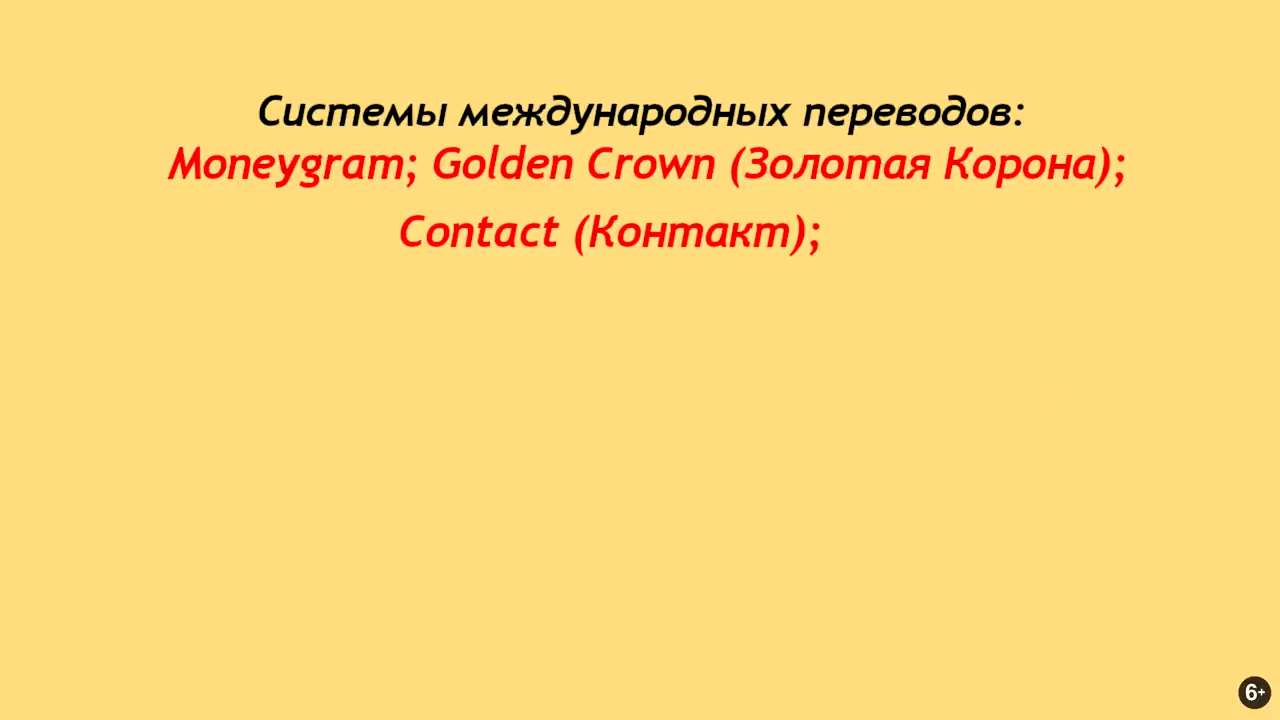 Системы международных переводов:
Moneygram; Golden Crown (Золотая Корона);
Contact (Контакт);
6+